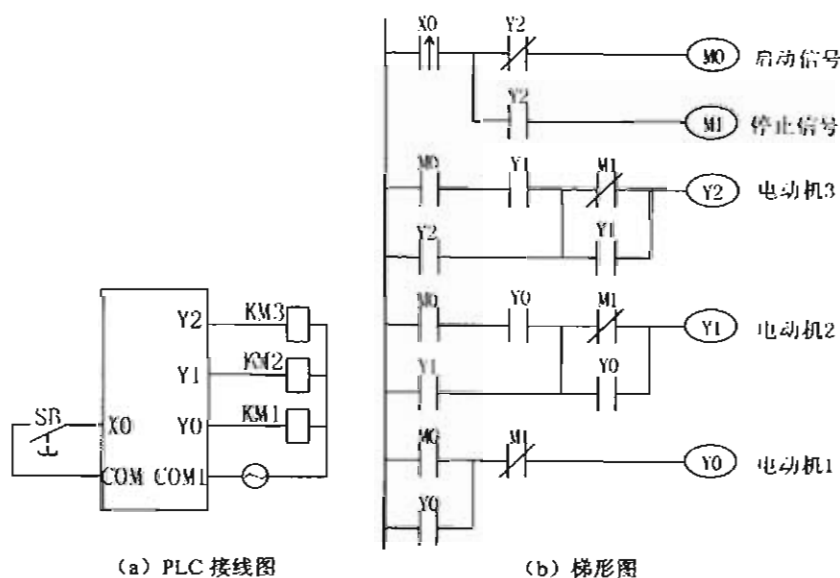 X0 Y2
M0 启动信号
Y2
M1 停止信号
M0 Y1 M1
Y2 电动机3
Y2 Y1
M0 Y0 M1
Y1 电动机2
Y1 Y0
M0 M1
Y0 电动机1
Y0
Y2 KM3
Y1 KM2
SB X0 Y0 KM1
COM COM1
(a) PLC 接线图
(b) 梯形图